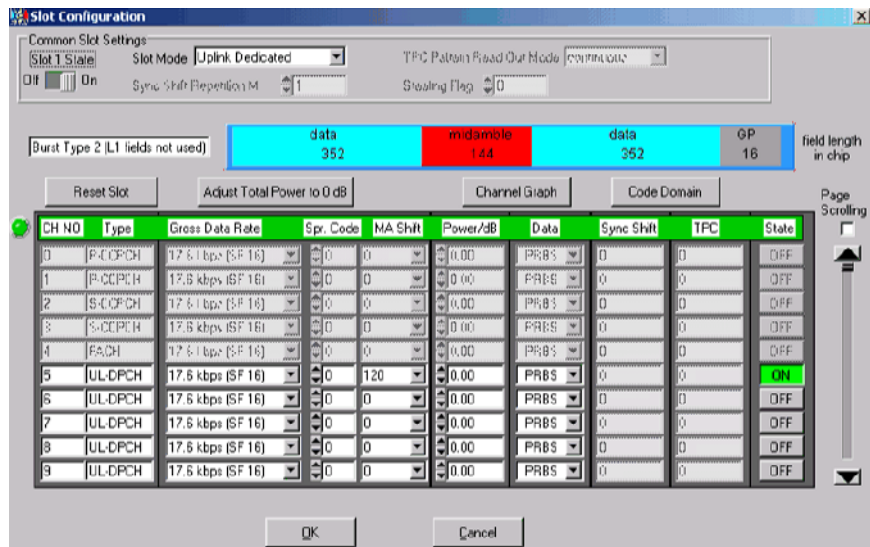 Slot Configuration
Common Slot Settings
Slot 1 State
Off On
Slot Mode Uplink Dedicated
TPC Pattern Read Out Mode continuous
Sync Shift Repetition M 1
Stealing Flag 0
Burst Type 2 (L1 fields not used)
data midamble data GP
352 144 352 16
field length
in chip
Reset Slot Adjust Total Power to 0 dB Channel Graph Code Domain
Page
Scrolling
CH NO Type Gross Data Rate Spr. Code MA Shift Power/dB Data Sync Shift TPC State
0 P-CCPCH 17.6 kbps (SF 16) 0 0 0.00 PRBS 0 0 OFF
1 P-CCPCH 17.6 kbps (SF 16) 0 0 0.00 PRBS 0 0 OFF
2 S-CCPCH 17.6 kbps (SF 16) 0 0 0.00 PRBS 0 0 OFF
3 S-CCPCH 17.6 kbps (SF 16) 0 0 0.00 PRBS 0 0 OFF
4 FACH 17.6 kbps (SF 16) 0 0 0.00 PRBS 0 0 OFF
5 UL-DPCH 17.6 kbps (SF 16) 0 120 0.00 PRBS 0 0 ON
6 UL-DPCH 17.6 kbps (SF 16) 0 0 0.00 PRBS 0 0 OFF
7 UL-DPCH 17.6 kbps (SF 16) 0 0 0.00 PRBS 0 0 OFF
8 UL-DPCH 17.6 kbps (SF 16) 0 0 0.00 PRBS 0 0 OFF
9 UL-DPCH 17.6 kbps (SF 16) 0 0 0.00 PRBS 0 0 OFF
OK Cancel